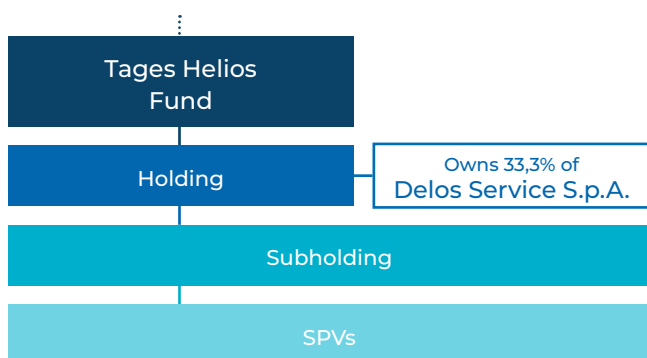 Tages Helios
Fund
Holding
Owns 33,3% of
Delos Service S.p.A.
Subholding
SPVs